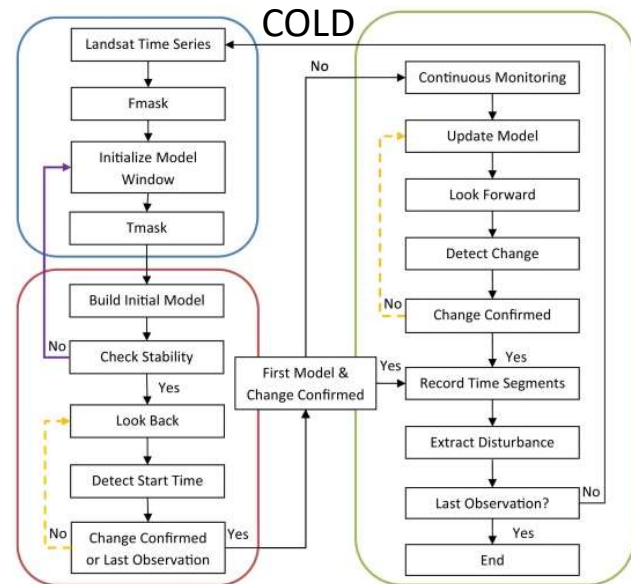 COLD
Landsat Time Series
Fmask
Initialize Model
Window
Tmask
Build Initial Model
No
Check Stability
Yes
Look Back
Detect Start Time
No
Change Confirmed
or Last Observation
Yes
First Model &
Change Confirmed
No
Yes
Continuous Monitoring
Update Model
Look Forward
Detect Change
No
Change Confirmed
Yes
Record Time Segments
Extract Disturbance
Last Observation?
No
Yes
End